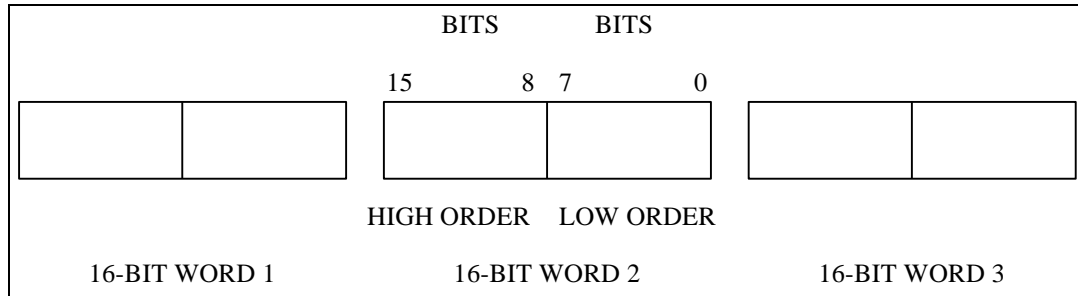 BITS BITS
15 8 7 0
HIGH ORDER LOW ORDER
16-BIT WORD 1 16-BIT WORD 2 16-BIT WORD 3